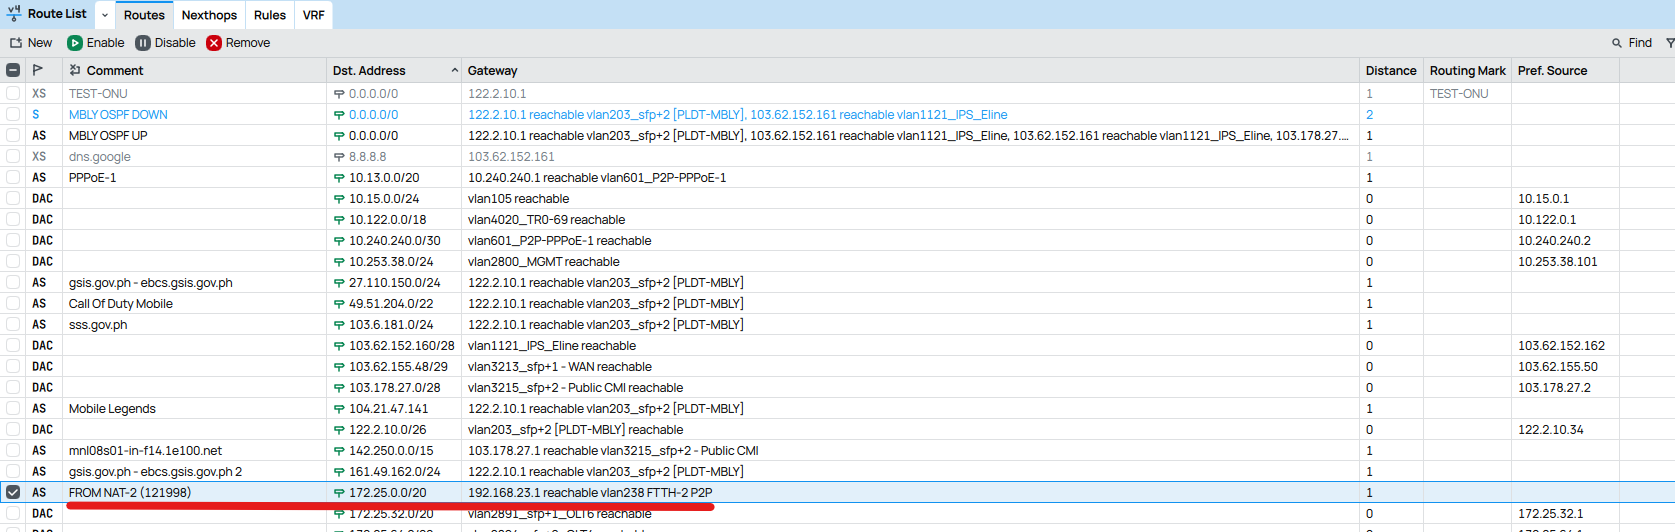 v4 Route List Routes Nexthops Rules VRF
New Enable Disable Remove Find
Comment Dst. Address Gateway Distance Routing Mark Pref. Source
XS TEST-ONU 0.0.0.0/0 122.2.10.1 1 TEST-ONU
S MBLY OSPF DOWN 0.0.0.0/0 122.2.10.1 reachable vlan203_sfp+2 [PLDT-MBLY], 103.62.152.161 reachable vlan1121_IPS_Eline 2
AS MBLY OSPF UP 0.0.0.0/0 122.2.10.1 reachable vlan203_sfp+2 [PLDT-MBLY], 103.62.152.161 reachable vlan1121_IPS_Eline, 103.62.152.161 reachable vlan1121_IPS_Eline, 103.178.27.... 1
XS dns.google 8.8.8.8 103.62.152.161 1
AS PPPoE-1 10.13.0.0/20 10.240.240.1 reachable vlan601_P2P-PPPoE-1 1
DAC 10.15.0.0/24 vlan105 reachable 0 10.15.0.1
DAC 10.122.0.0/18 vlan4020_TR0-69 reachable 0 10.122.0.1
DAC 10.240.240.0/30 vlan601_P2P-PPPoE-1 reachable 0 10.240.240.2
DAC 10.253.38.0/24 vlan2800_MGMT reachable 0 10.253.38.101
AS gsis.gov.ph - ebcs.gsis.gov.ph 27.110.150.0/24 122.2.10.1 reachable vlan203_sfp+2 [PLDT-MBLY] 1
AS Call Of Duty Mobile 49.51.204.0/22 122.2.10.1 reachable vlan203_sfp+2 [PLDT-MBLY] 1
AS sss.gov.ph 103.6.181.0/24 122.2.10.1 reachable vlan203_sfp+2 [PLDT-MBLY] 1
DAC 103.62.152.160/28 vlan1121_IPS_Eline reachable 0 103.62.152.162
DAC 103.62.155.48/29 vlan3213_sfp+1 - WAN reachable 0 103.62.155.50
DAC 103.178.27.0/28 vlan3215_sfp+2 - Public CMI reachable 0 103.178.27.2
AS Mobile Legends 104.21.47.141 122.2.10.1 reachable vlan203_sfp+2 [PLDT-MBLY] 1
DAC 122.2.10.0/26 vlan203_sfp+2 [PLDT-MBLY] reachable 0 122.2.10.34
AS mnl08s01-in-f14.1e100.net 142.250.0.0/15 103.178.27.1 reachable vlan3215_sfp+2 - Public CMI 1
AS gsis.gov.ph - ebcs.gsis.gov.ph 2 161.49.162.0/24 122.2.10.1 reachable vlan203_sfp+2 [PLDT-MBLY] 1
AS FROM NAT-2 (121998) 172.25.0.0/20 192.168.23.1 reachable vlan238 FTTH-2 P2P 1
DAC 172.25.32.0/20 vlan2891_sfp+1_OLT6 reachable 0 172.25.32.1